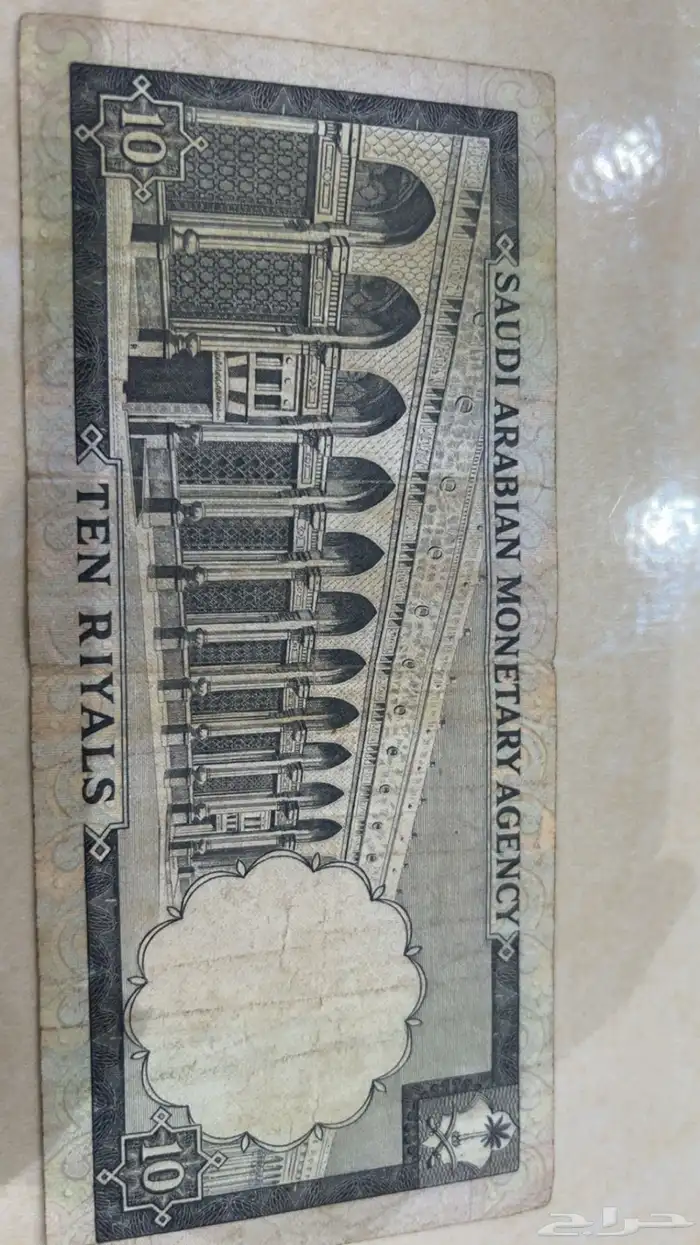 SAUDI ARABIAN MONETARY AGENCY
10
TEN RIYALS
10
حراج